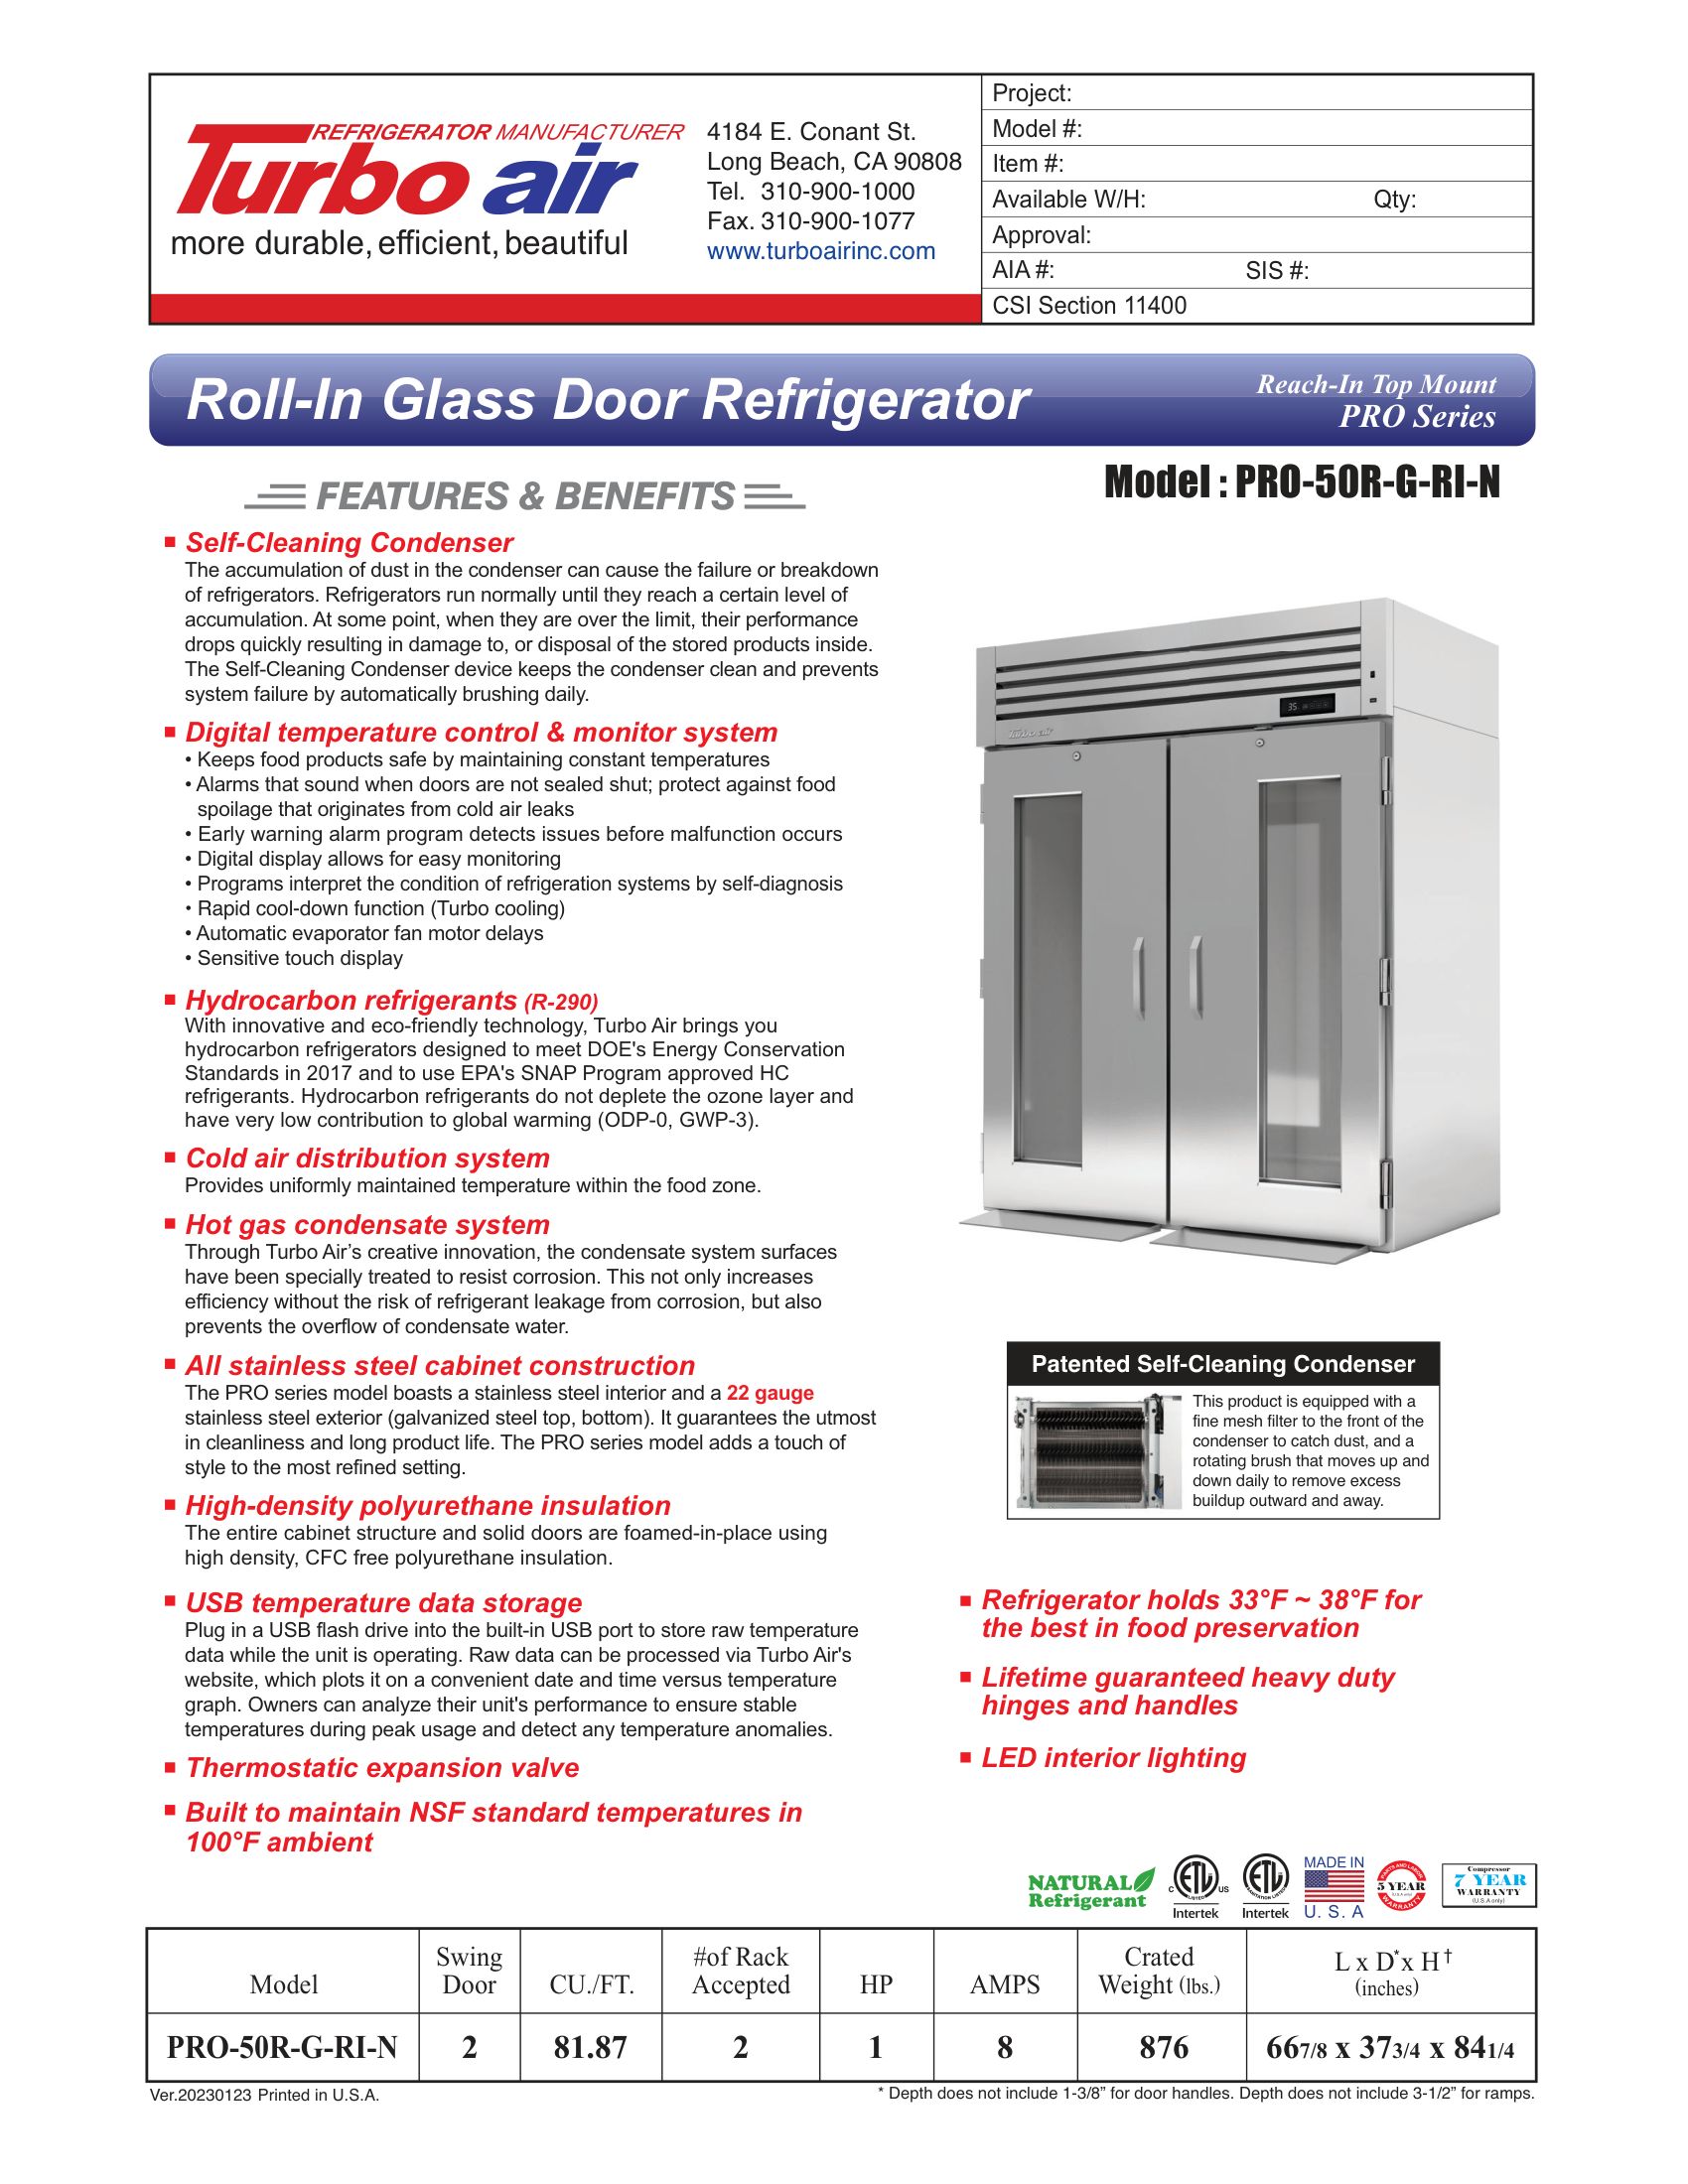 REFRIGERATOR MANUFACTURER
Turbo air
more durable, efficient, beautiful
4184 E. Conant St.
Long Beach, CA 90808
Tel. 310-900-1000
Fax. 310-900-1077
www.turboairinc.com
Project:
Model #:
Item #:
Available W/H: Qty:
Approval:
AIA #: SIS #:
CSI Section 11400
Roll-In Glass Door Refrigerator
Reach-In Top Mount
PRO Series
Model : PRO-50R-G-RI-N
FEATURES & BENEFITS
■ Self-Cleaning Condenser
The accumulation of dust in the condenser can cause the failure or breakdown
of refrigerators. Refrigerators run normally until they reach a certain level of
accumulation. At some point, when they are over the limit, their performance
drops quickly resulting in damage to, or disposal of the stored products inside.
The Self-Cleaning Condenser device keeps the condenser clean and prevents
system failure by automatically brushing daily.
■ Digital temperature control & monitor system
• Keeps food products safe by maintaining constant temperatures
• Alarms that sound when doors are not sealed shut; protect against food
spoilage that originates from cold air leaks
• Early warning alarm program detects issues before malfunction occurs
• Digital display allows for easy monitoring
• Programs interpret the condition of refrigeration systems by self-diagnosis
• Rapid cool-down function (Turbo cooling)
• Automatic evaporator fan motor delays
• Sensitive touch display
■ Hydrocarbon refrigerants (R-290)
With innovative and eco-friendly technology, Turbo Air brings you
hydrocarbon refrigerators designed to meet DOE's Energy Conservation
Standards in 2017 and to use EPA's SNAP Program approved HC
refrigerants. Hydrocarbon refrigerants do not deplete the ozone layer and
have very low contribution to global warming (ODP-0, GWP-3).
■ Cold air distribution system
Provides uniformly maintained temperature within the food zone.
■ Hot gas condensate system
Through Turbo Air’s creative innovation, the condensate system surfaces
have been specially treated to resist corrosion. This not only increases
efficiency without the risk of refrigerant leakage from corrosion, but also
prevents the overflow of condensate water.
■ All stainless steel cabinet construction
The PRO series model boasts a stainless steel interior and a 22 gauge
stainless steel exterior (galvanized steel top, bottom). It guarantees the utmost
in cleanliness and long product life. The PRO series model adds a touch of
style to the most refined setting.
■ High-density polyurethane insulation
The entire cabinet structure and solid doors are foamed-in-place using
high density, CFC free polyurethane insulation.
■ USB temperature data storage
Plug in a USB flash drive into the built-in USB port to store raw temperature
data while the unit is operating. Raw data can be processed via Turbo Air's
website, which plots it on a convenient date and time versus temperature
graph. Owners can analyze their unit's performance to ensure stable
temperatures during peak usage and detect any temperature anomalies.
■ Thermostatic expansion valve
■ Built to maintain NSF standard temperatures in
100°F ambient
35
Turbo air
Patented Self-Cleaning Condenser
This product is equipped with a
fine mesh filter to the front of the
condenser to catch dust, and a
rotating brush that moves up and
down daily to remove excess
buildup outward and away.
■ Refrigerator holds 33°F ~ 38°F for
the best in food preservation
■ Lifetime guaranteed heavy duty
hinges and handles
■ LED interior lighting
NATURAL
Refrigerant
C ETL US
LISTED
Intertek
ETL
SANITATION LISTED
Intertek
MADE IN
U. S. A
PARTS AND LABOR
5 YEAR
(U.S.A only)
WARRANTY
Compressor
7 YEAR
WARRANTY
(U.S.A only)
Model Swing Door CU./FT. #of Rack Accepted HP AMPS Crated Weight (lbs.) L x D* x H† (inches)
PRO-50R-G-RI-N 2 81.87 2 1 8 876 66 7/8 x 37 3/4 x 84 1/4
Ver.20230123 Printed in U.S.A.
* Depth does not include 1-3/8” for door handles. Depth does not include 3-1/2” for ramps.